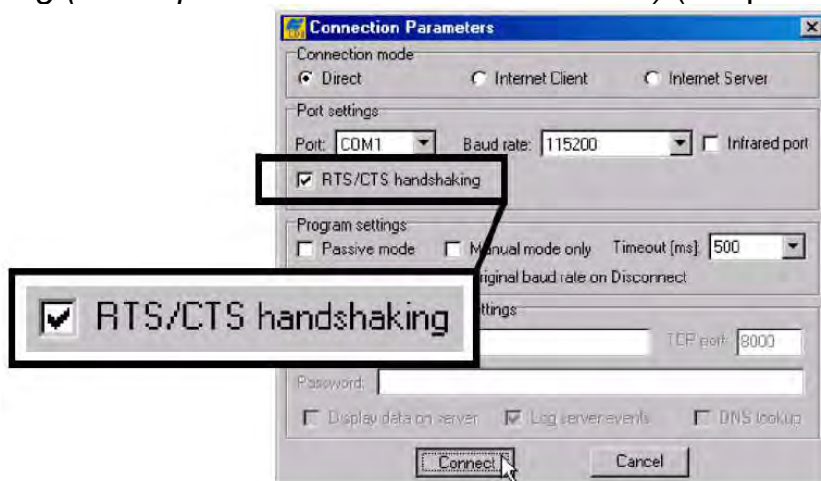 Connection Parameters
Connection mode
Direct Internet Client Internet Server
Port settings
Port: COM1 Baud rate: 115200 Infrared port
RTS/CTS handshaking
Program settings
Passive mode Manual mode only Timeout [ms]: 500
original baud rate on Disconnect
RTS/CTS handshaking
ttings
TCP port: 8000
Password:
Display data on server Log server events DNS lookup
Connect Cancel